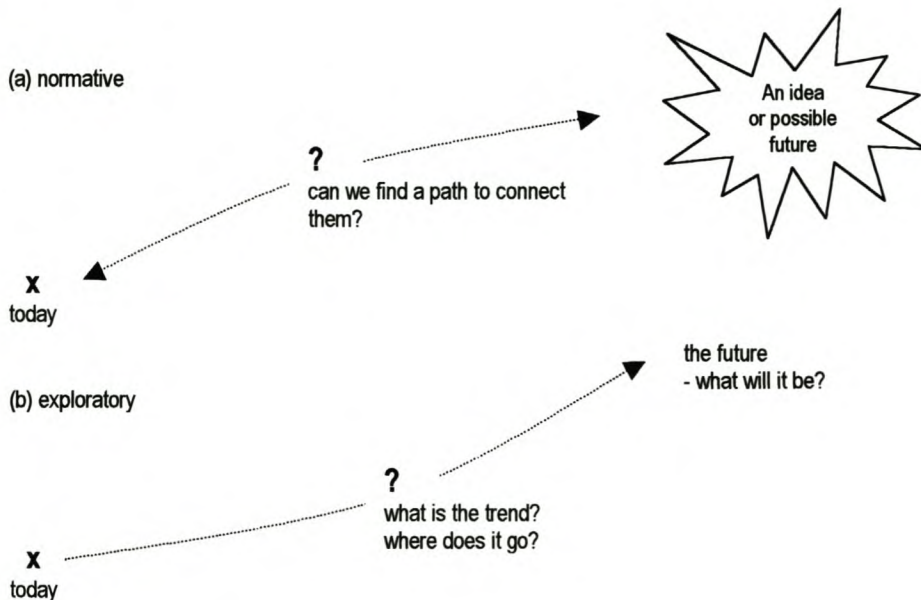 (a) normative
An idea
or possible
future
?
can we find a path to connect
them?
x
today
the future
- what will it be?
(b) exploratory
?
what is the trend?
where does it go?
x
today